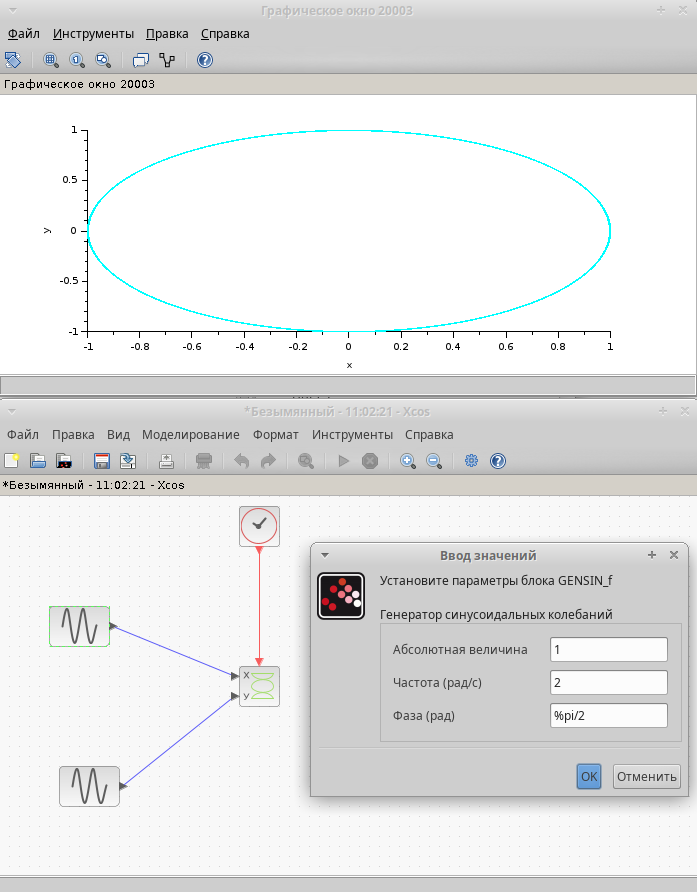 Графическое окно 20003
Файл Инструменты Правка Справка
Графическое окно 20003
1
0.5
y
0
-0.5
-1
-1 -0.8 -0.6 -0.4 -0.2 0 0.2 0.4 0.6 0.8 1
x
*Безымянный - 11:02:21 - Xcos
Файл Правка Вид Моделирование Формат Инструменты Справка
*Безымянный - 11:02:21 - Xcos
X
У
Ввод значений
Установите параметры блока GENSIN_f
Генератор синусоидальных колебаний
Абсолютная величина 1
Частота (рад/с) 2
Фаза (рад) %pi/2
OK Отменить